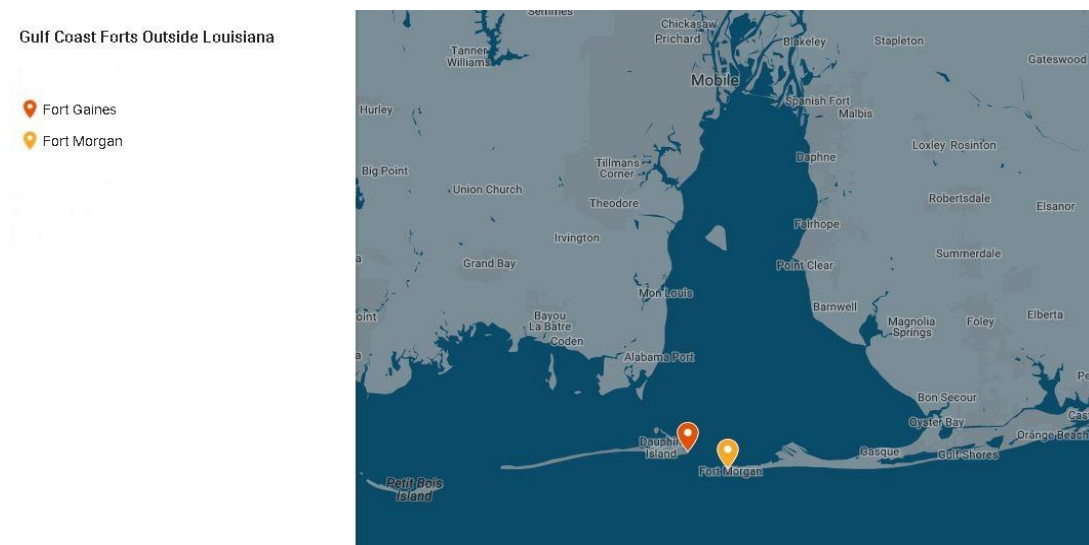 Gulf Coast Forts Outside Louisiana
Fort Gaines
Fort Morgan
Semmes
Chickasaw
Prichard
Blakeley
Stapleton
Tanner
Williams
Gateswood
Mobile
Spanish Fort
Malbis
Hurley
Loxley Rosinton
Daphne
Tillmans
Corner
Big Point
Union Church
Theodore
Robertsdale
Elsanor
Fairhope
Irvington
Summerdale
Grand Bay
Point Clear
Mon Louis
Barnwell
oint
Bayou
La Batre
Coden
Magnolia
Springs
Foley
Elberta
Alabama Port
Bon Secour
Oyster Bay
Orange Beach
Dauphin
Island
Fort Morgan
Gasque
Gulf Shores
Petit Bois
Island